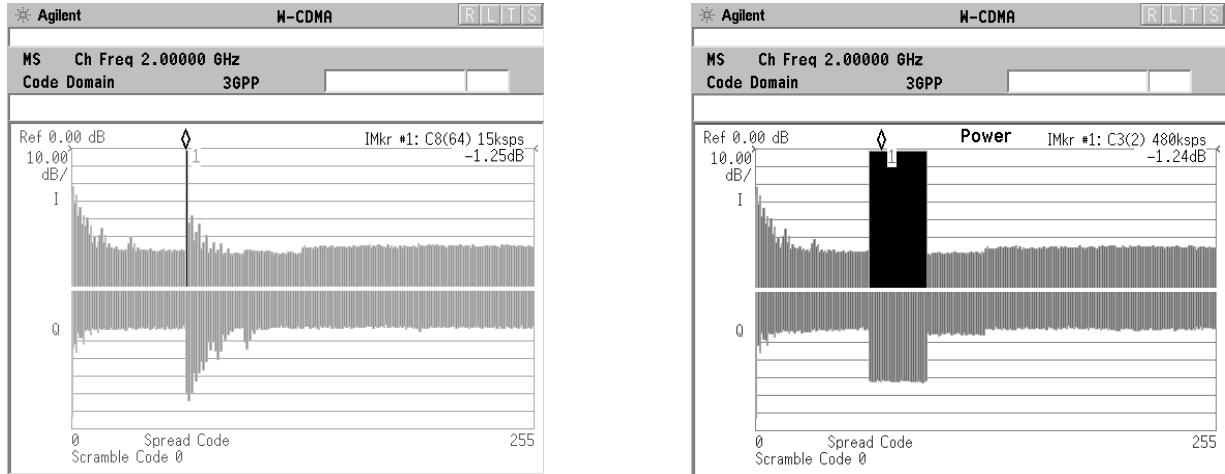 Agilent W-CDMA R L T S
MS Ch Freq 2.00000 GHz
Code Domain 3GPP
Ref 0.00 dB IMkr #1: C8(64) 15ksps
10.00 1 -1.25dB
dB/
I
Q
0 Spread Code 255
Scramble Code 0
Agilent W-CDMA R L T S
MS Ch Freq 2.00000 GHz
Code Domain 3GPP
Ref 0.00 dB Power IMkr #1: C3(2) 480ksps
10.00 1 -1.24dB
dB/
I
Q
0 Spread Code 255
Scramble Code 0